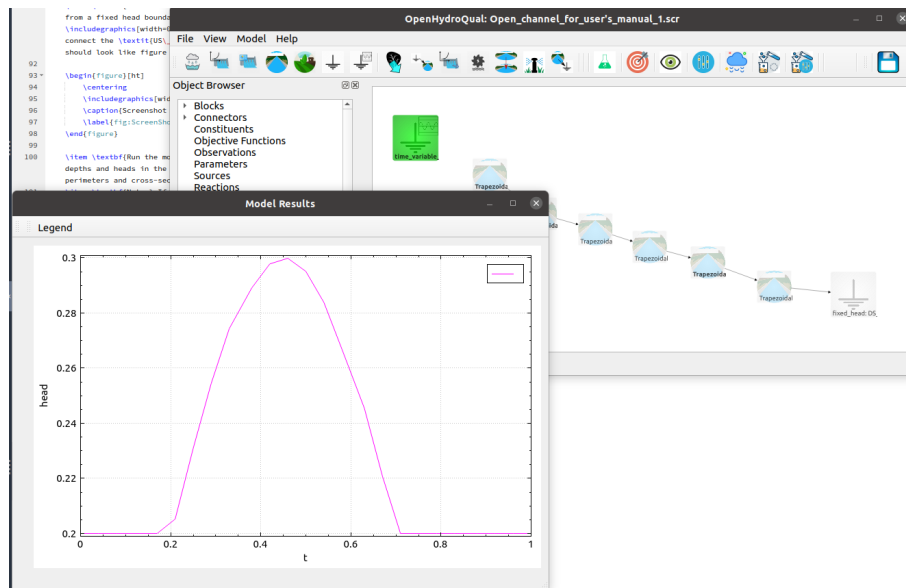 from a fixed head bounda
\includegraphics[width=
connect the \textit{US\_
should look like figure
92
93 \begin{figure}[ht]
94 \centering
95 \includegraphics[wid
96 \caption{Screenshot
97 \label{fig:ScreenSho
98 \end{figure}
99
100 \item \textbf{Run the mo
depths and heads in the
perimeters and cross-sec
OpenHydroQual: Open_channel_for_user's_manual_1.scr
File View Model Help
Object Browser
Blocks
Connectors
Constituents
Objective Functions
Observations
Parameters
Sources
Reactions
time_variable_
Trapezoida
Trapezoida
Trapezoidal
Trapezoida
Trapezoidal
fixed_head: DS_
Model Results
Legend
0.3
0.28
0.26
0.24
0.22
0.2
head
0 0.2 0.4 0.6 0.8 1
t